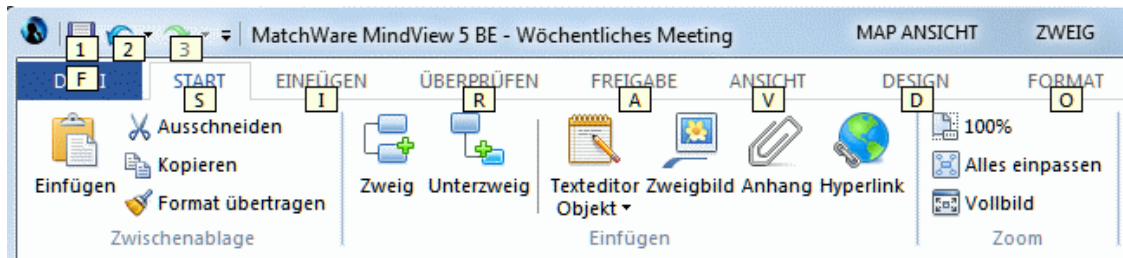 MatchWare MindView 5 BE - Wöchentliches Meeting MAP ANSICHT ZWEIG
1 2 3
START EINFÜGEN ÜBERPRÜFEN FREIGABE ANSICHT DESIGN FORMAT
F S I R A V D O
Ausschneiden
Kopieren
Format übertragen
Einfügen
Zwischenablage
Zweig Unterzweig Texteditor Objekt Zweigbild Anhang Hyperlink
Einfügen
100%
Alles einpassen
Vollbild
Zoom